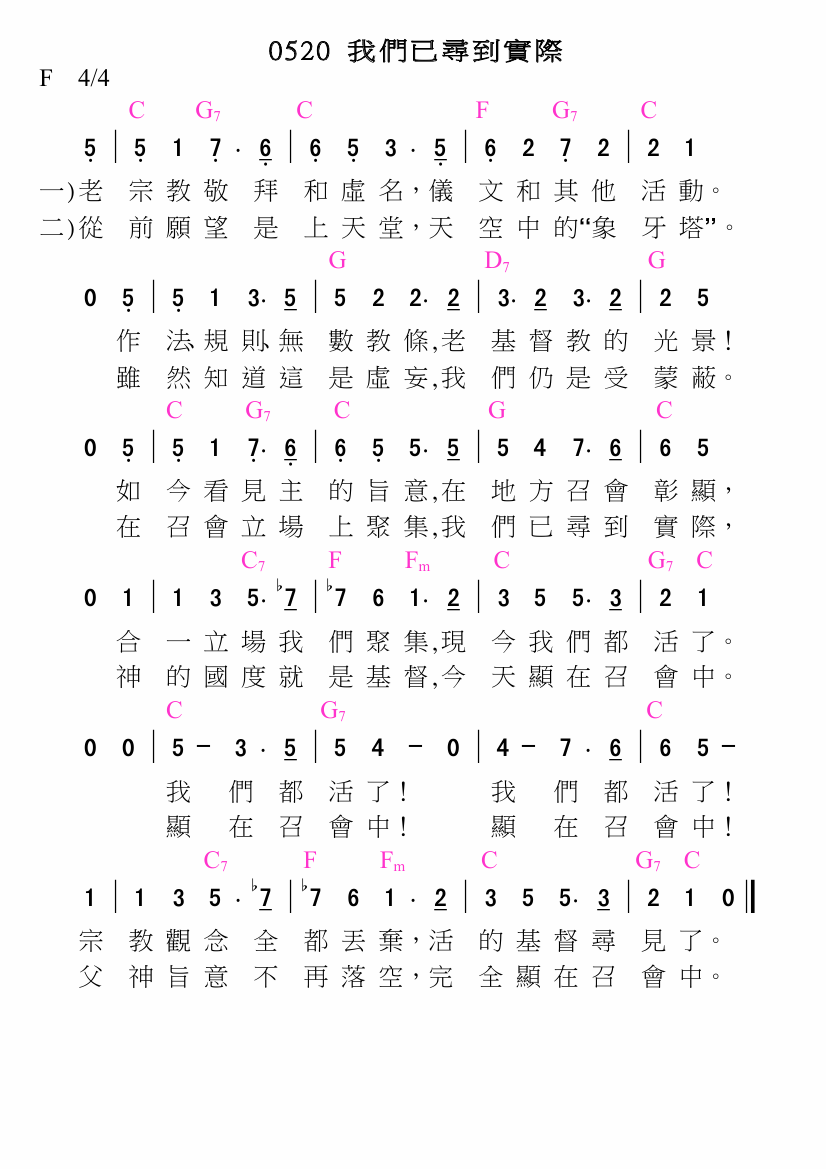 0520 我們已尋到實際
F 4/4
C G7 C F G7 C
5 | 5 1 7 . 6 | 6 5 3 . 5 | 6 2 7 2 | 2 1
一)老 宗教敬 拜 和虛名，儀 文和其他 活動。
二)從 前願望 是 上天堂，天 空中的“象 牙塔”。
G D7 G
0 5 | 5 1 3. 5 | 5 2 2. 2 | 3. 2 3. 2 | 2 5
作 法、規則、無 數教條,老 基督教的 光景!
雖 然知道這 是虛妄,我 們仍是受 蒙蔽。
C G7 C G C
0 5 | 5 1 7. 6 | 6 5 5. 5 | 5 4 7. 6 | 6 5
如 今看見主 的旨意,在 地方召會 彰顯，
在 召會立場 上聚集,我 們已尋到 實際，
C7 F Fm C G7 C
0 1 | 1 3 5. ♭7 | ♭7 6 1. 2 | 3 5 5. 3 | 2 1
合 一立場我 們聚集,現 今我們都 活了。
神 的國度就 是基督,今 天顯在召 會中。
C G7 C
0 0 | 5 – 3 . 5 | 5 4 – 0 | 4 – 7 . 6 | 6 5 –
我 們 都 活了! 我 們 都 活了!
顯 在 召 會中! 顯 在 召 會中!
C7 F Fm C G7 C
1 | 1 3 5 . ♭7 | ♭7 6 1 . 2 | 3 5 5. 3 | 2 1 0 ‖
宗 教觀念 全 都丟棄，活 的基督尋 見了。
父 神旨意 不 再落空，完 全顯在召 會中。